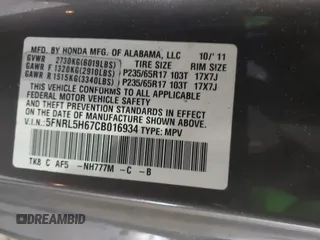 MFD. BY HONDA MFG. OF ALABAMA, LLC 10/'11
GVWR 2730KG(6019LBS) TIRE SIZE RIM SIZE
GAWR F 1320KG(2910LBS) P235/65R17 103T 17X7J
GAWR R 1515KG(3340LBS) P235/65R17 103T 17X7J
THIS VEHICLE CONFORMS TO ALL APPLICABLE
FEDERAL MOTOR VEHICLE SAFETY AND THEFT
PREVENTION STANDARDS IN EFFECT ON THE
DATE OF MANUFACTURE SHOWN ABOVE.
V.I.N.: 5FNRL5H67CB016934 TYPE: MPV
TK8 C AF5 -NH777M -C -B
DREAMBID